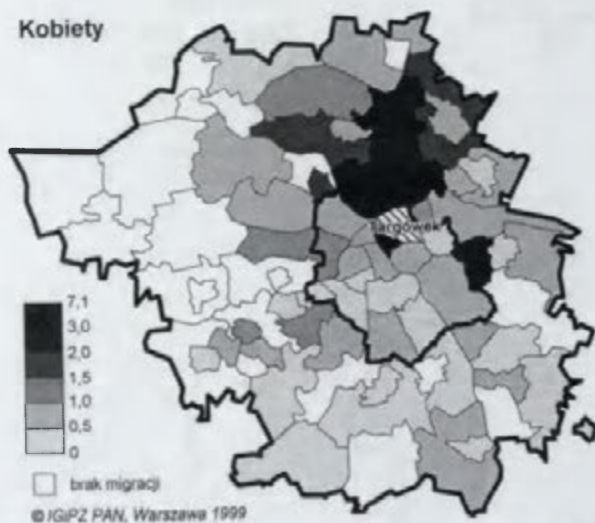 Kobiety
Targówek
7,1
3,0
2,0
1,5
1,0
0,5
0
brak migracji
© IGiPZ PAN, Warszawa 1999